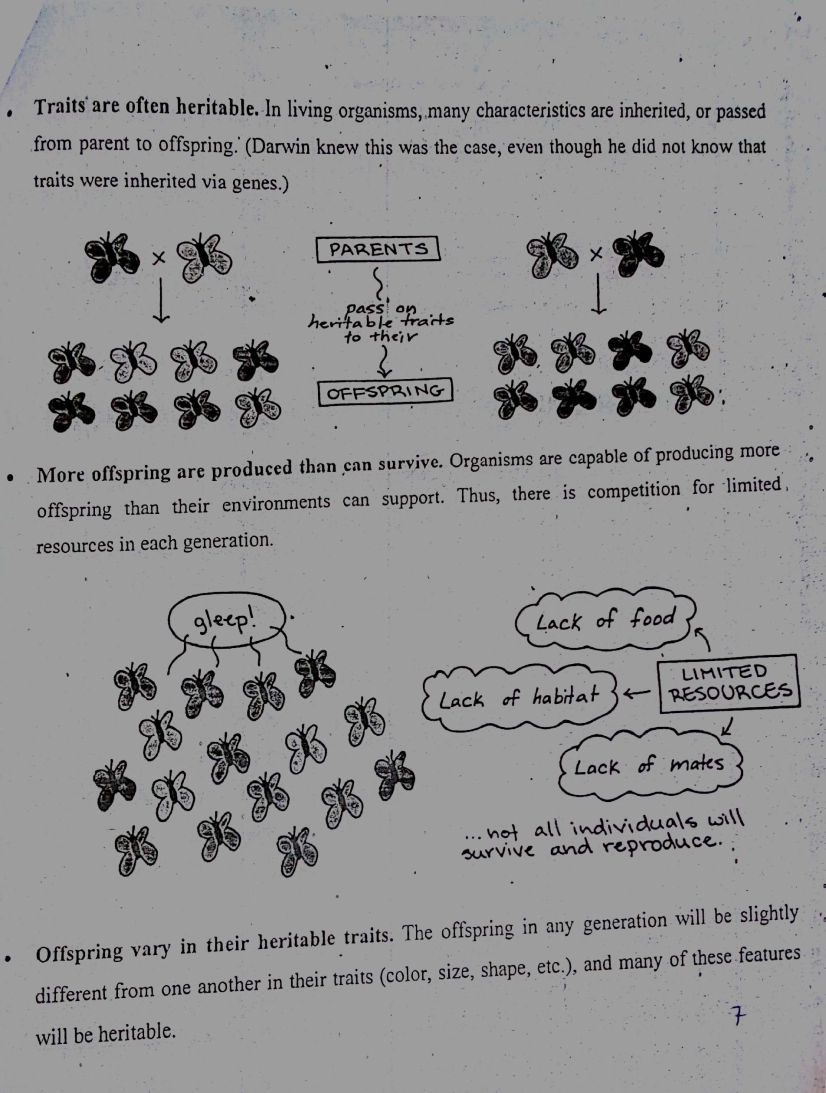 • Traits are often heritable. In living organisms, many characteristics are inherited, or passed
from parent to offspring. (Darwin knew this was the case, even though he did not know that
traits were inherited via genes.)
×
PARENTS
pass on
heritable traits
to their
OFFSPRING
×
• More offspring are produced than can survive. Organisms are capable of producing more
offspring than their environments can support. Thus, there is competition for limited
resources in each generation.
gleep!
Lack of food
LIMITED
RESOURCES
Lack of habitat
Lack of mates
...not all individuals will
survive and reproduce.
• Offspring vary in their heritable traits. The offspring in any generation will be slightly
different from one another in their traits (color, size, shape, etc.), and many of these features
will be heritable.
7